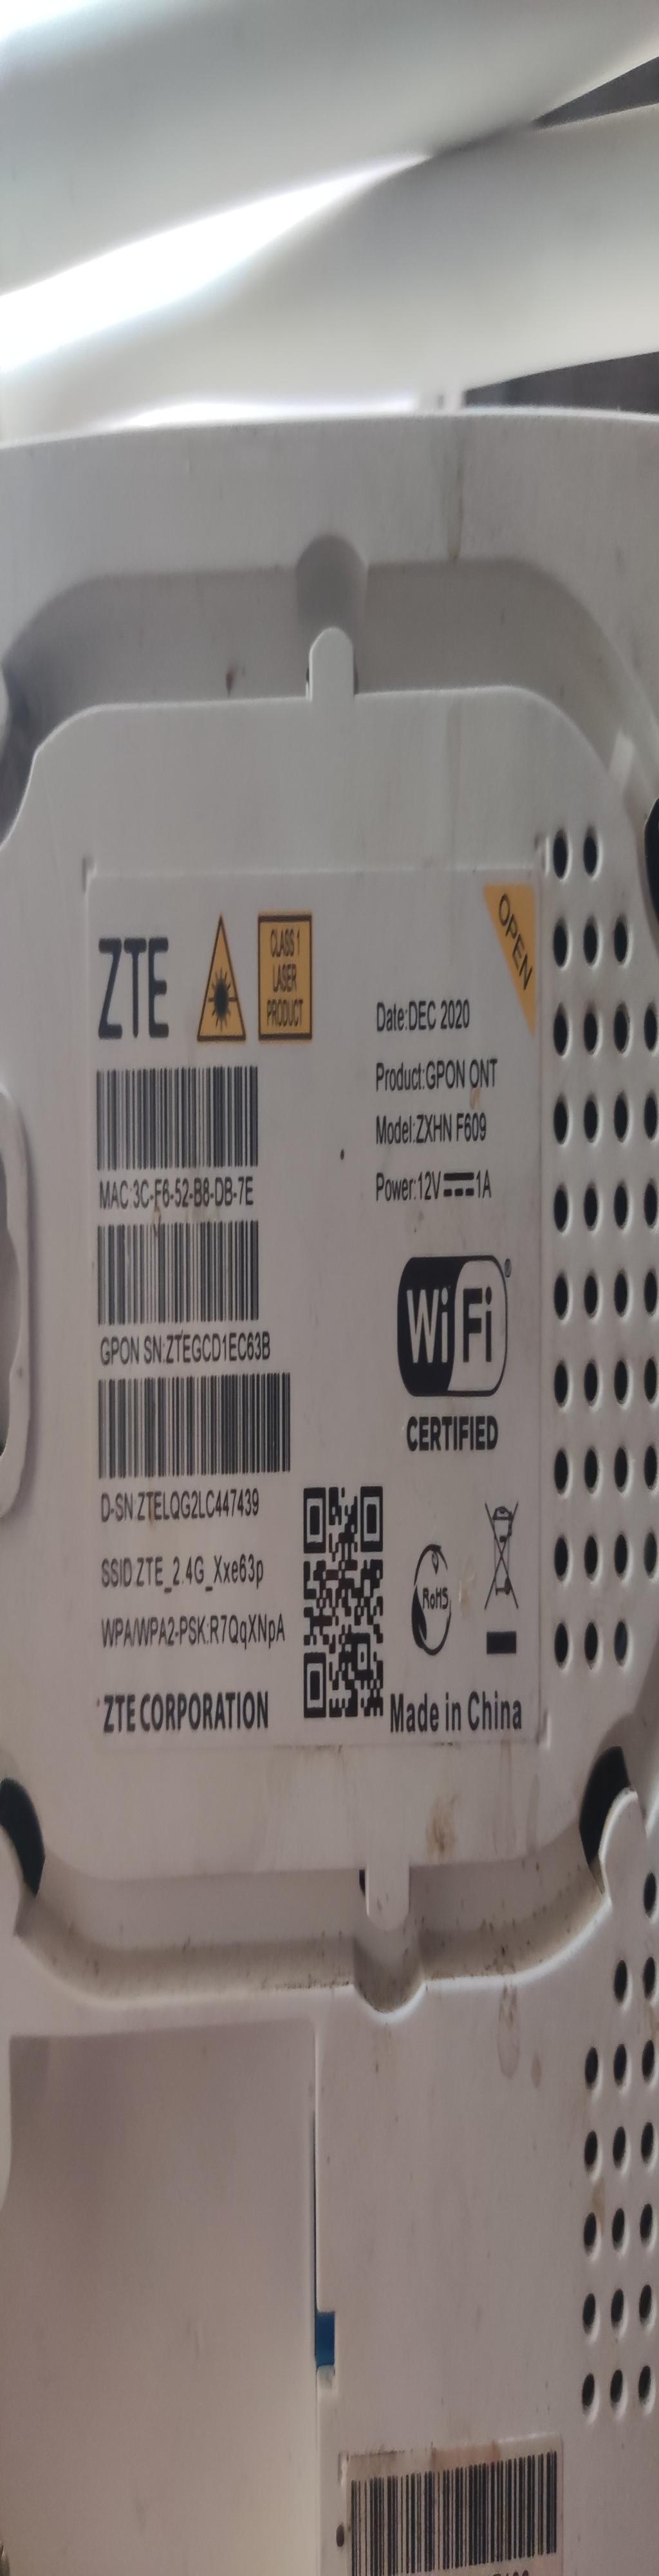 ZTE
CLASS 1
LASER
PRODUCT
OPEN
Date:DEC 2020
Product:GPON ONT
Model:ZXHN F609
Power:12V 1A
MAC:3C-F6-52-B8-DB-7E
GPON SN:ZTEGCD1EC63B
D-SN:ZTELQG2LC447439
SSID:ZTE_2.4G_Xxe63p
WPA/WPA2-PSK:R7QqXNpA
ZTE CORPORATION
Wi Fi®
CERTIFIED
RoHS
Made in China